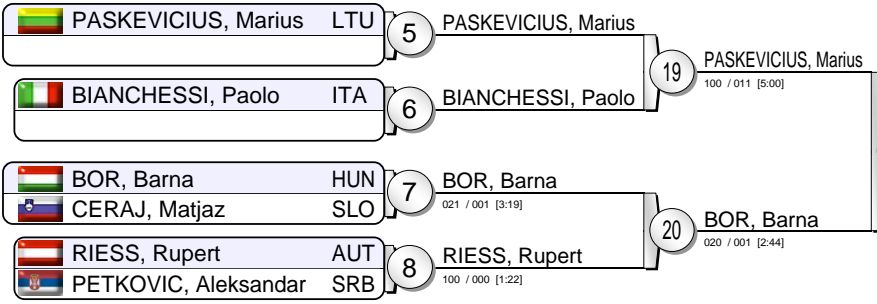 PASKEVICIUS, Marius LTU
5
PASKEVICIUS, Marius
BIANCHESSI, Paolo ITA
6
BIANCHESSI, Paolo
19
PASKEVICIUS, Marius
100 / 011 [5:00]
BOR, Barna HUN
CERAJ, Matjaz SLO
7
BOR, Barna
021 / 001 [3:19]
RIESS, Rupert AUT
PETKOVIC, Aleksandar SRB
8
RIESS, Rupert
100 / 000 [1:22]
20
BOR, Barna
020 / 001 [2:44]